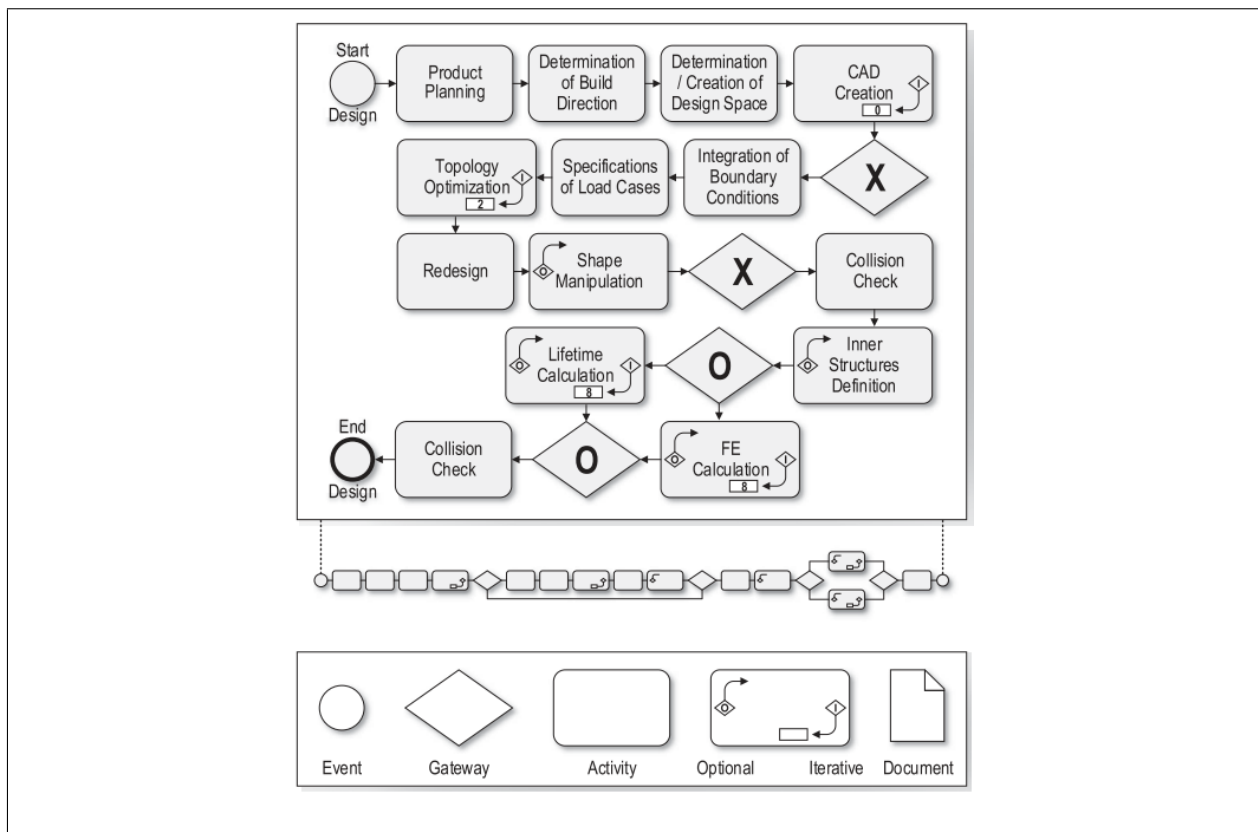 Start
Design
Product
Planning
Determination
of Build
Direction
Determination
/ Creation of
Design Space
CAD
Creation
I
0
Topology
Optimization
I
2
Specifications
of Load Cases
Integration of
Boundary
Conditions
X
Redesign
O
Shape
Manipulation
X
Collision
Check
O
Lifetime
Calculation
I
8
O
O
Inner
Structures
Definition
End
Design
Collision
Check
O
O
FE
Calculation
I
8
O
I
Event
Gateway
Activity
Optional
Iterative
Document